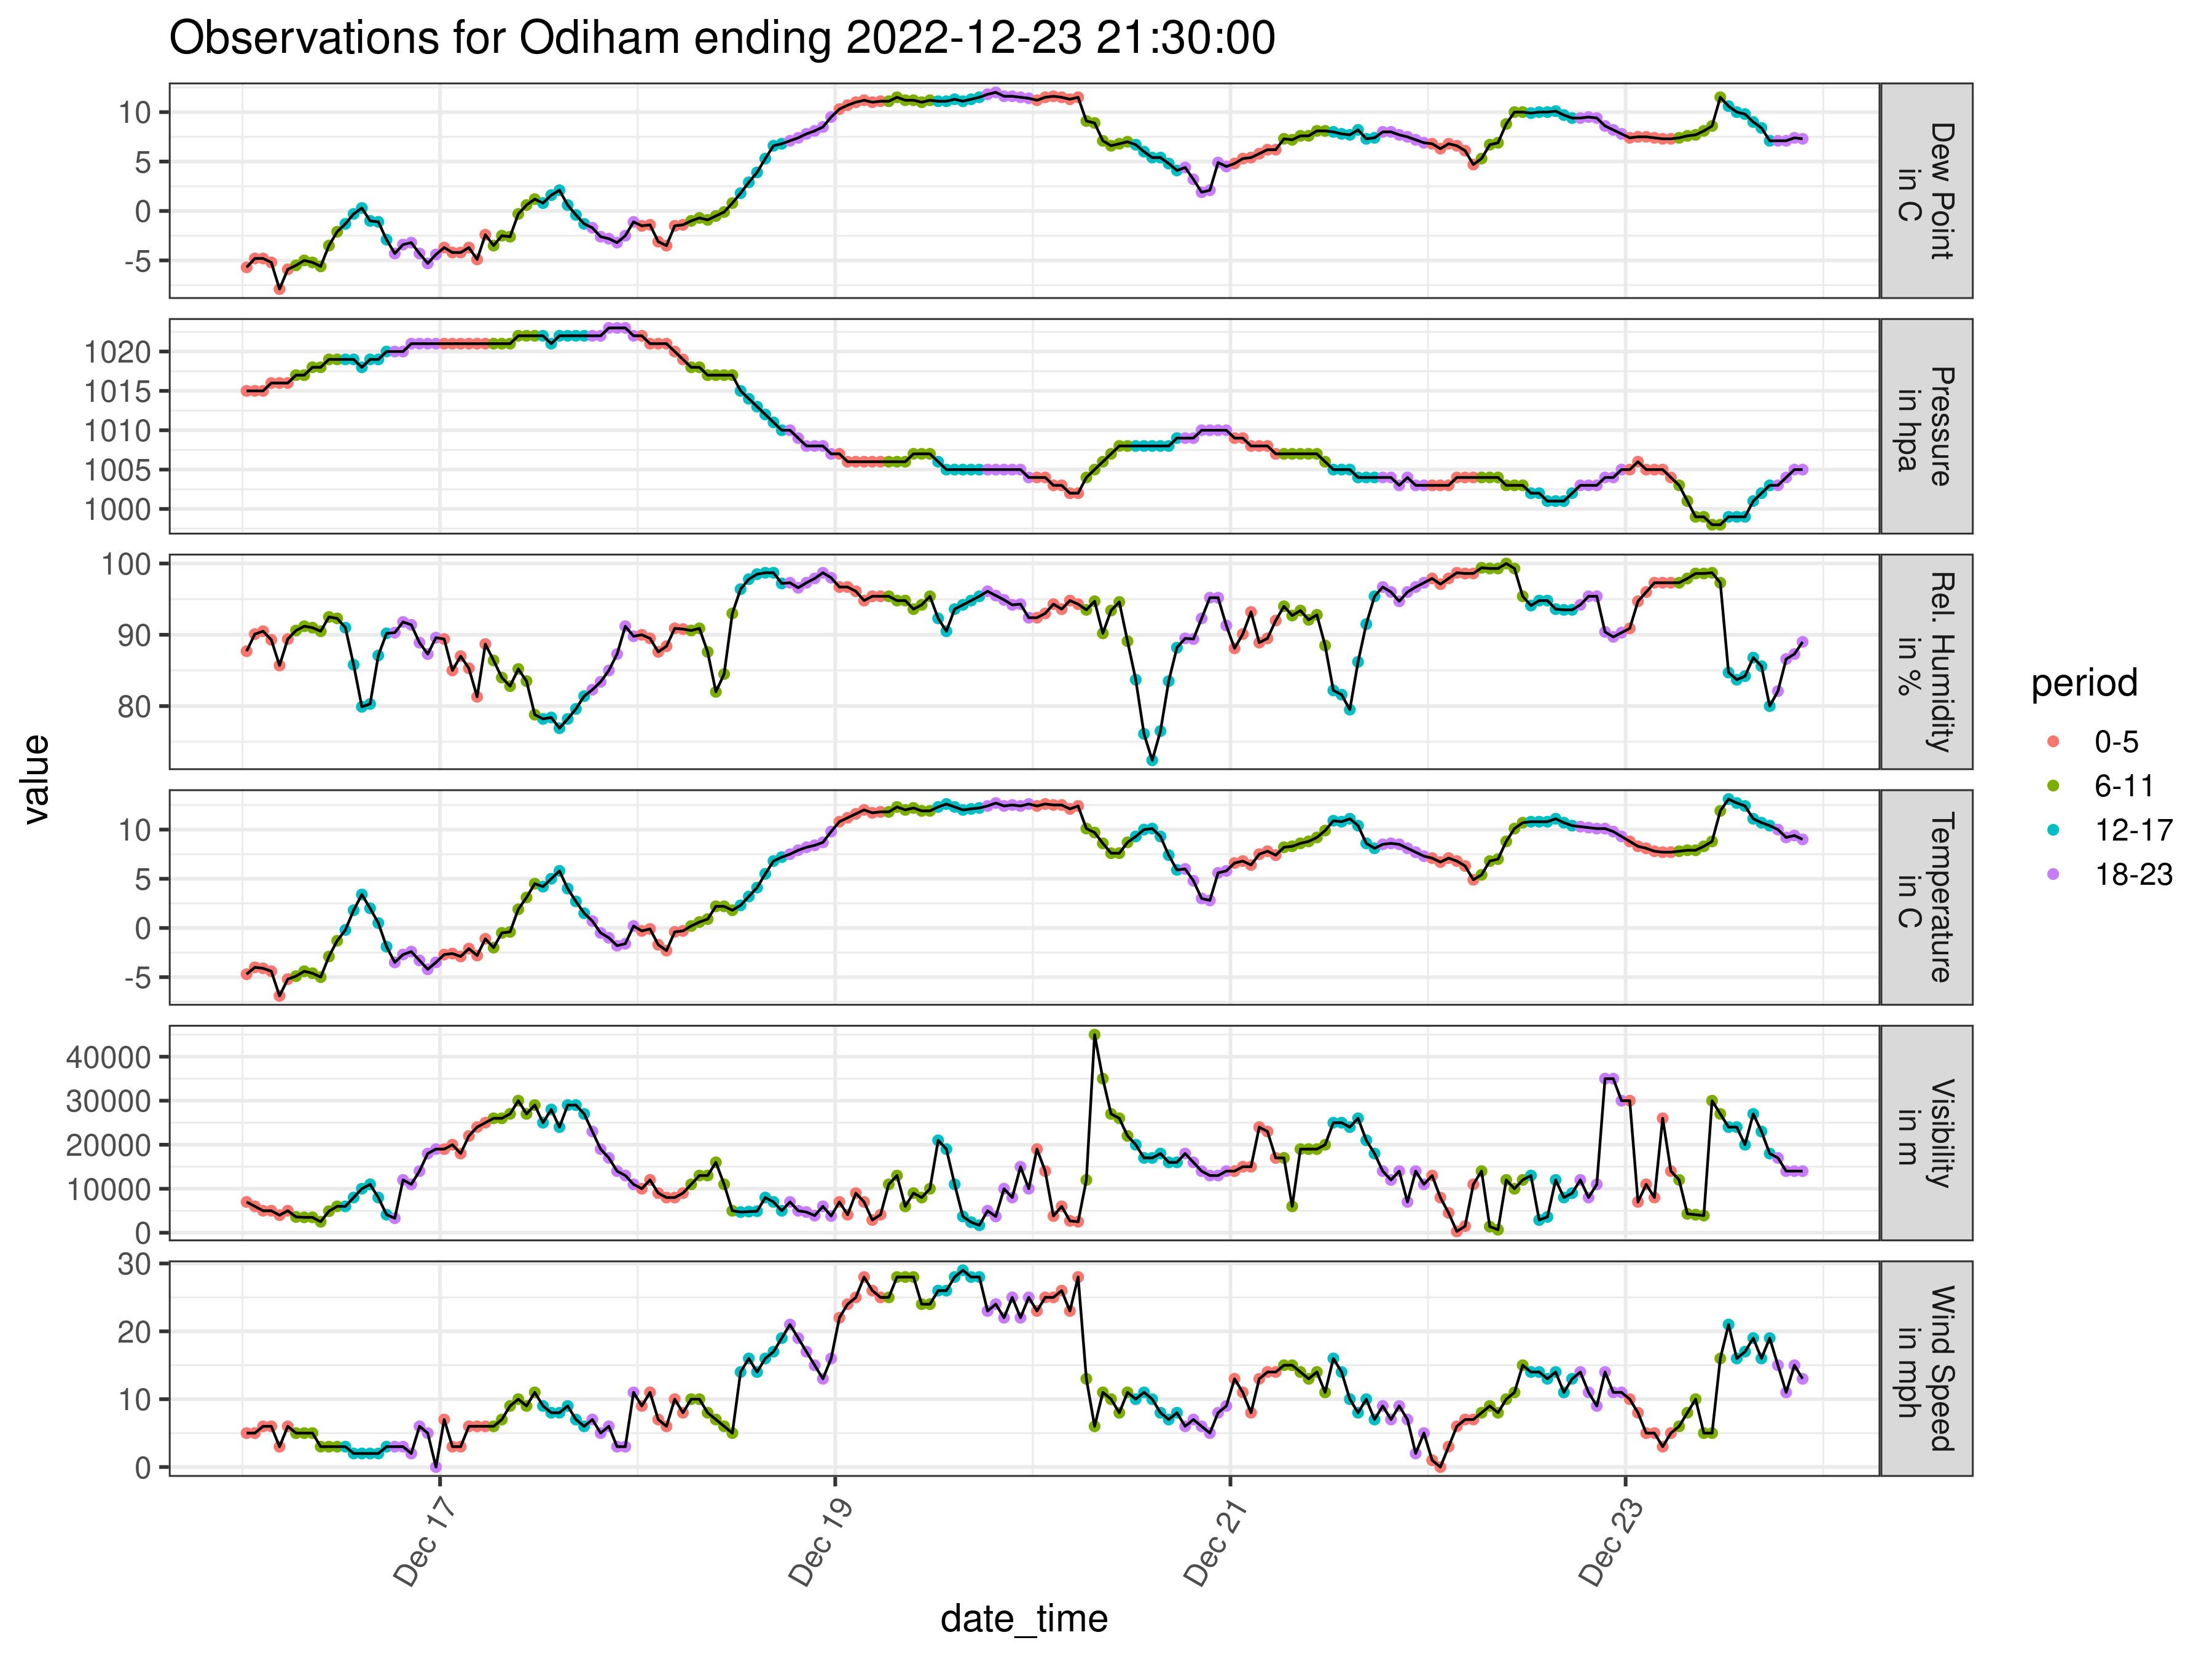 Observations for Odiham ending 2022-12-23 21:30:00
value
10
5
0
-5
Dew Point
in C
1020
1015
1010
1005
1000
Pressure
in hpa
100
90
80
Rel. Humidity
in %
10
5
0
-5
Temperature
in C
40000
30000
20000
10000
0
Visibility
in m
30
20
10
0
Wind Speed
in mph
Dec 17
Dec 19
Dec 21
Dec 23
date_time
period
0-5
6-11
12-17
18-23